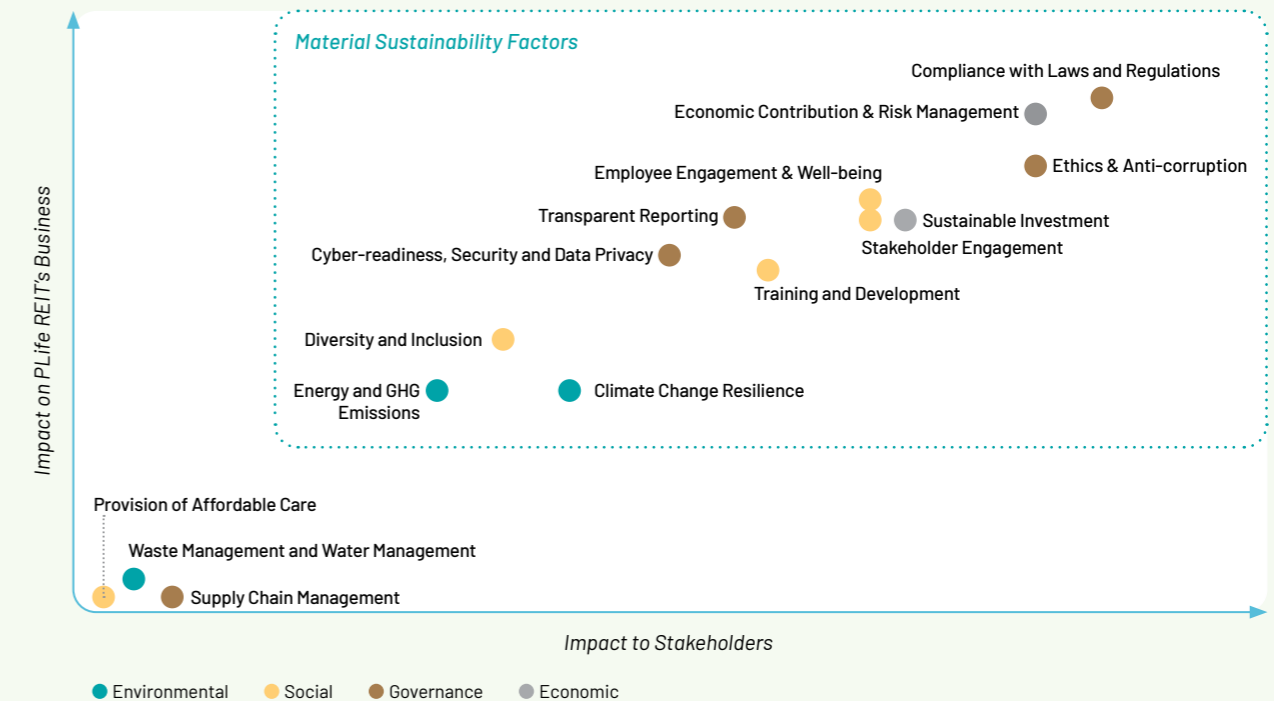 Material Sustainability Factors
Compliance with Laws and Regulations
Economic Contribution & Risk Management
Ethics & Anti-corruption
Employee Engagement & Well-being
Transparent Reporting
Sustainable Investment
Stakeholder Engagement
Cyber-readiness, Security and Data Privacy
Training and Development
Diversity and Inclusion
Energy and GHG
Emissions
Climate Change Resilience
Impact on PLife REIT's Business
Provision of Affordable Care
Waste Management and Water Management
Supply Chain Management
Impact to Stakeholders
Environmental
Social
Governance
Economic